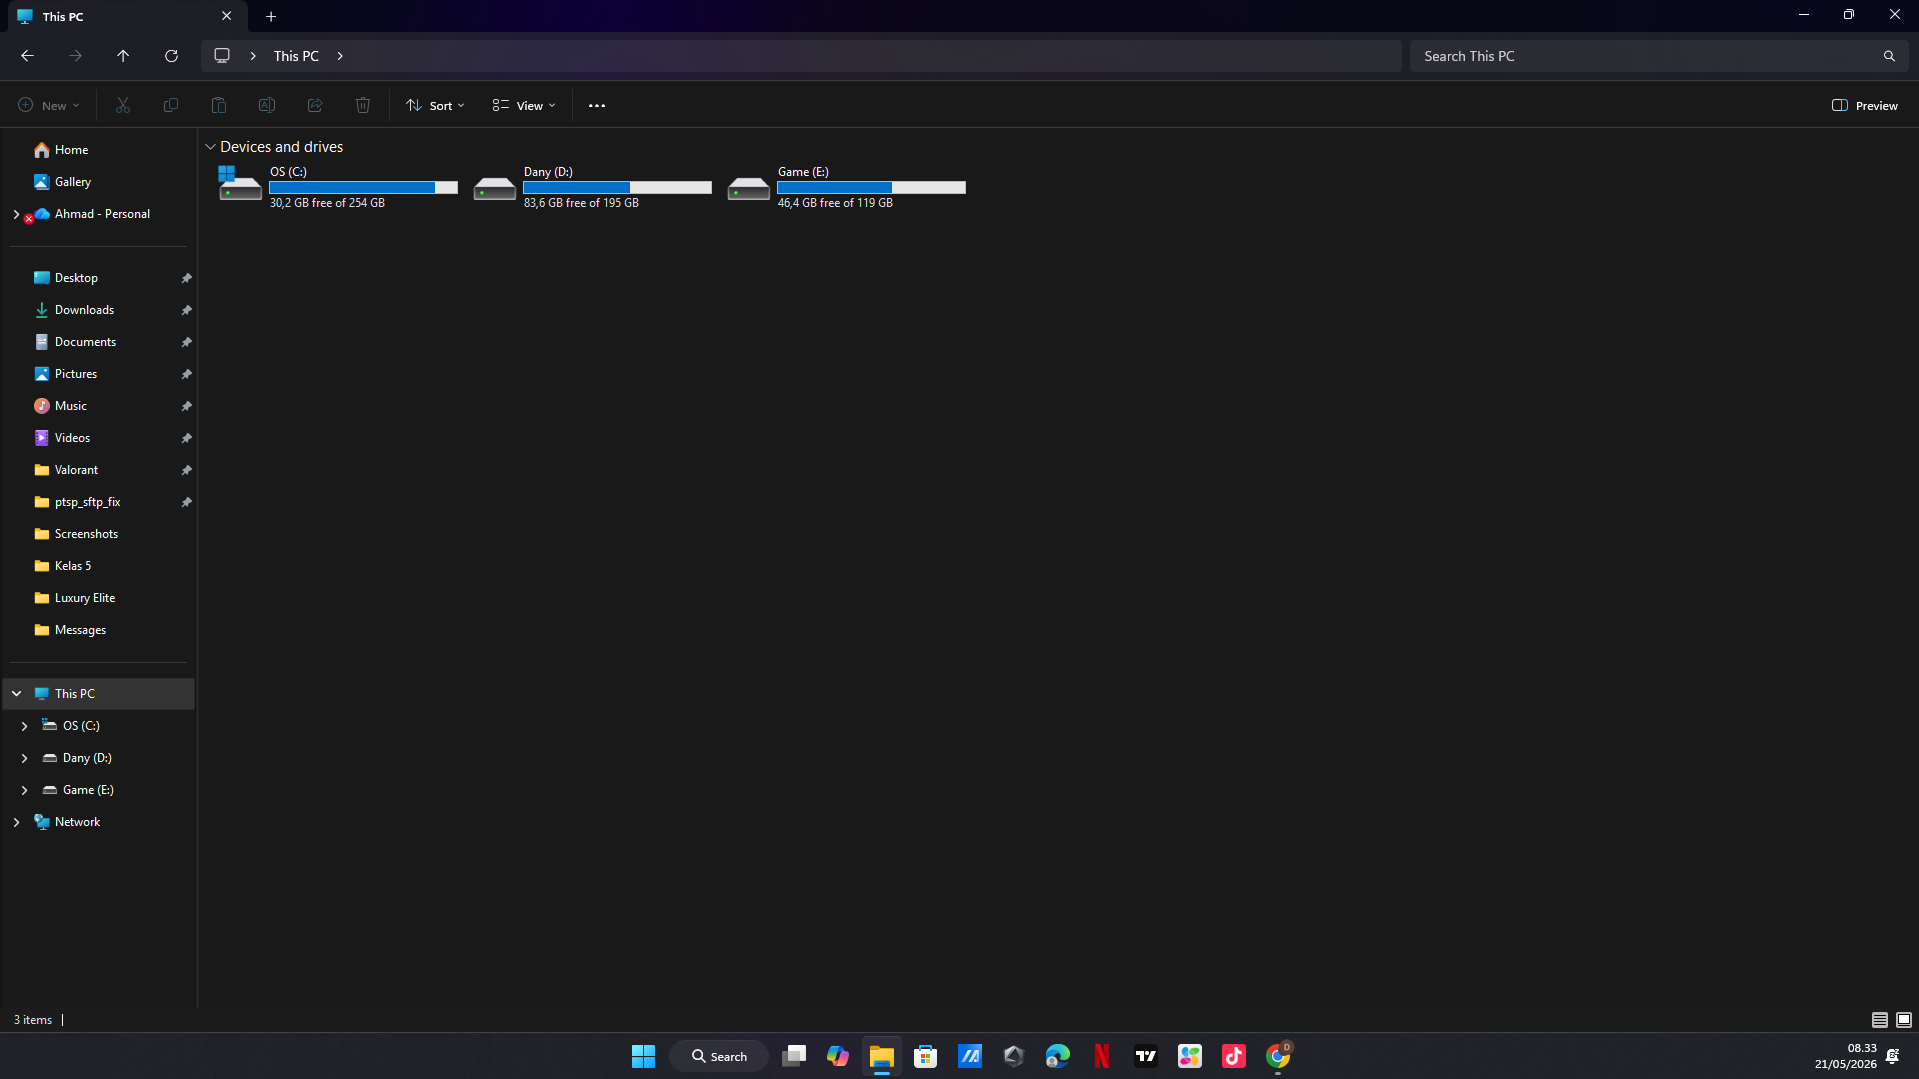 This PC
This PC
Search This PC
New
Sort
View
Preview
Home
Gallery
Ahmad - Personal
Desktop
Downloads
Documents
Pictures
Music
Videos
Valorant
ptsp_sftp_fix
Screenshots
Kelas 5
Luxury Elite
Messages
This PC
OS (C:)
Dany (D:)
Game (E:)
Network
Devices and drives
OS (C:)
30,2 GB free of 254 GB
Dany (D:)
83,6 GB free of 195 GB
Game (E:)
46,4 GB free of 119 GB
3 items
Search
D
08.33
21/05/2026